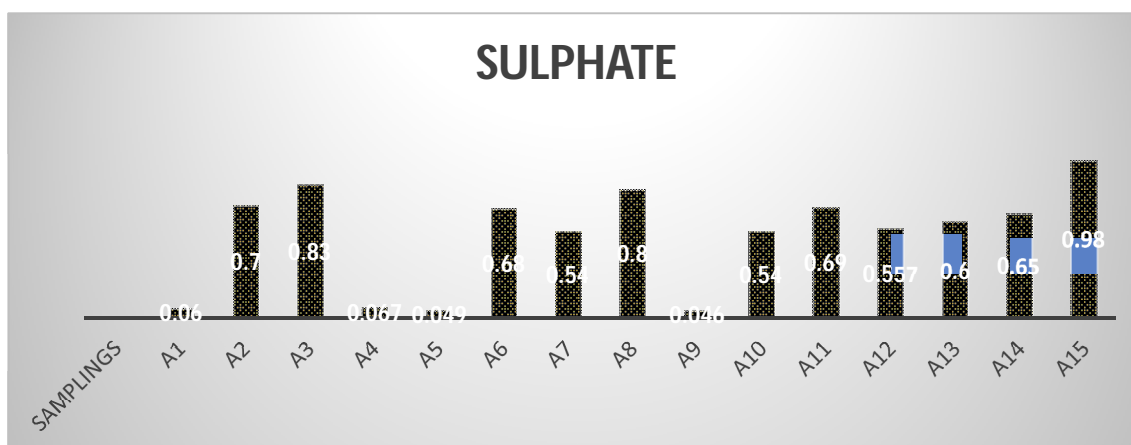 SULPHATE
0.06
0.7
0.83
0.067
0.049
0.68
0.54
0.8
0.046
0.54
0.69
0.557
0.6
0.65
0.98
SAMPLINGS
A1
A2
A3
A4
A5
A6
A7
A8
A9
A10
A11
A12
A13
A14
A15